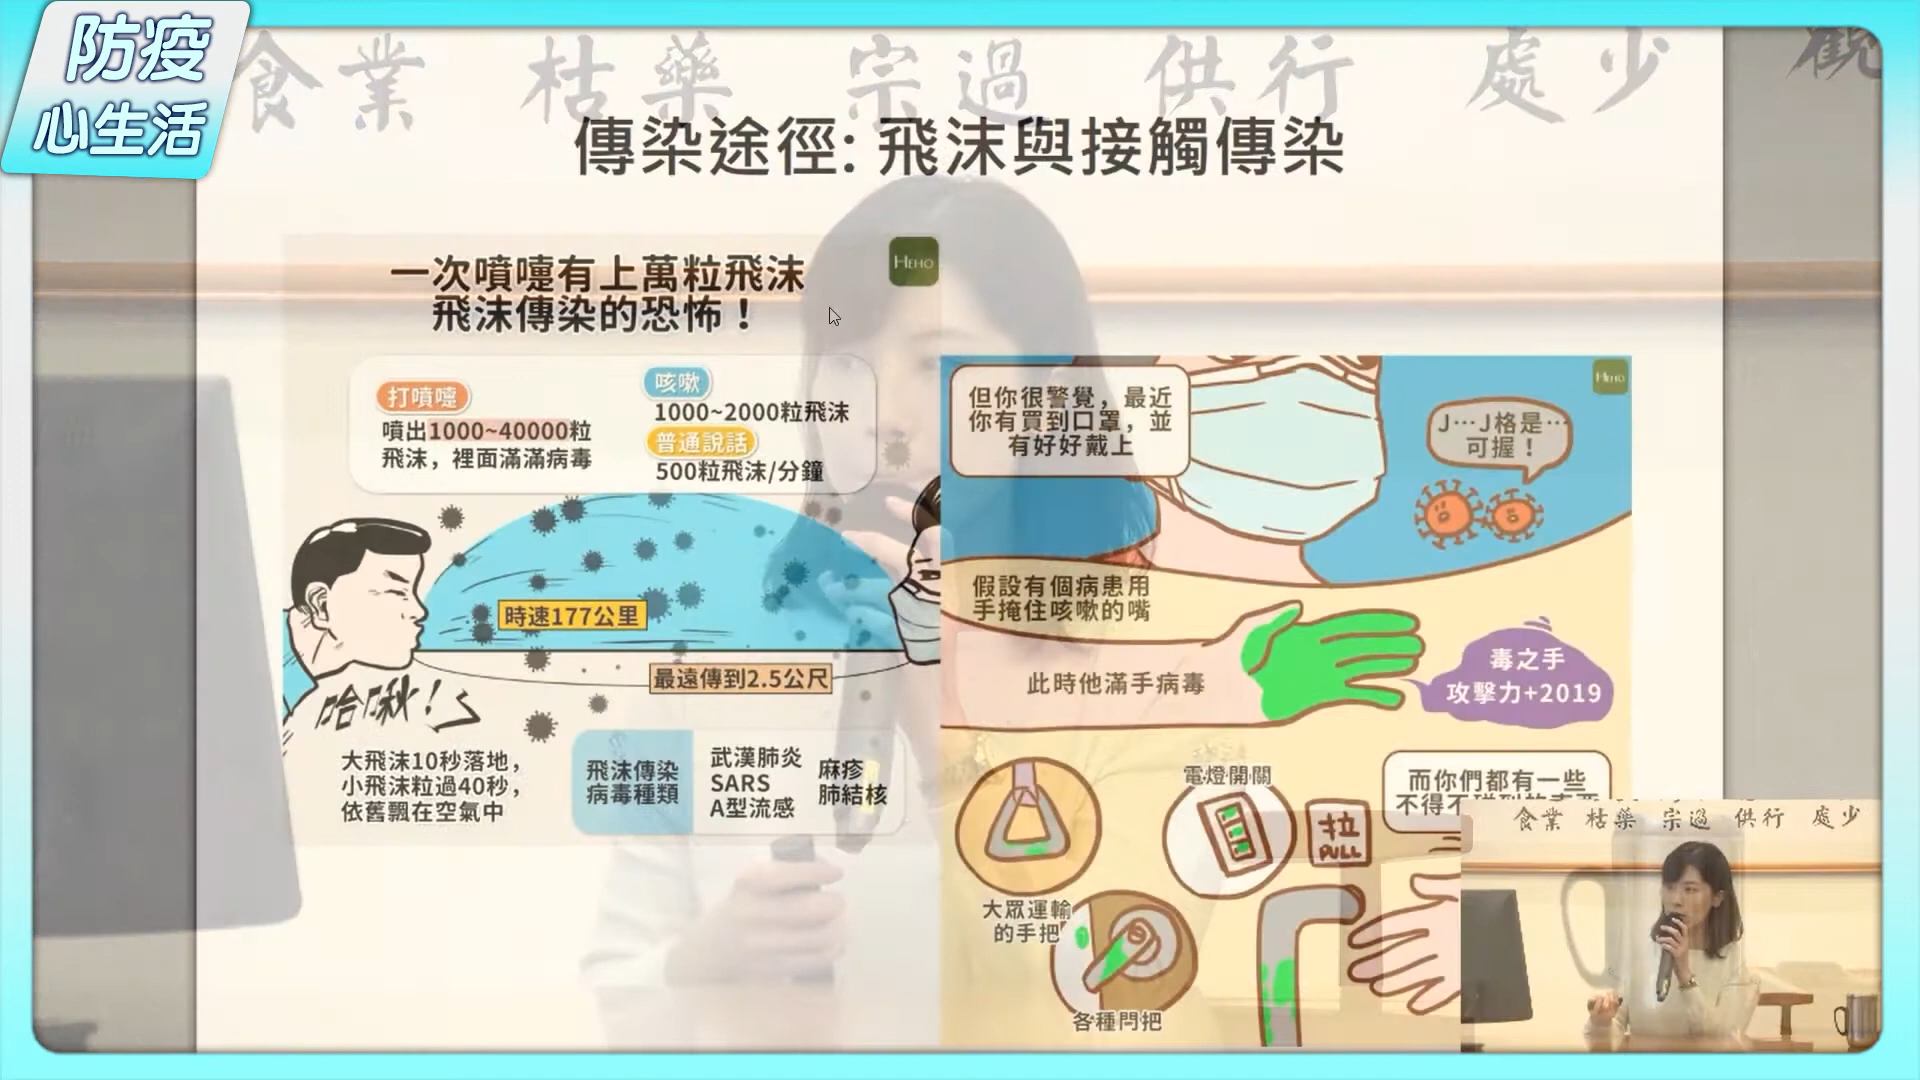 防疫
心生活
食業 枯藥 宗過 供行 處少 觀
傳染途徑: 飛沫與接觸傳染
一次噴嚏有上萬粒飛沫
飛沫傳染的恐怖！
HEHO
打噴嚏
噴出1000~40000粒
飛沫，裡面滿滿病毒
咳嗽
1000~2000粒飛沫
普通說話
500粒飛沫/分鐘
時速177公里
最遠傳到2.5公尺
哈啾！
大飛沫10秒落地，
小飛沫粒過40秒，
依舊飄在空氣中
飛沫傳染
病毒種類
武漢肺炎
SARS
A型流感
麻疹
肺結核
HEHO
但你很警覺，最近
你有買到口罩，並
有好好戴上
J…J格是…
可握！
假設有個病患用
手掩住咳嗽的嘴
此時他滿手病毒
毒之手
攻擊力+2019
電燈開關
拉
PULL
而你們都有一些
不得不碰到的東西
大眾運輸
的手把
各種門把
食業 枯藥 宗過 供行 處少